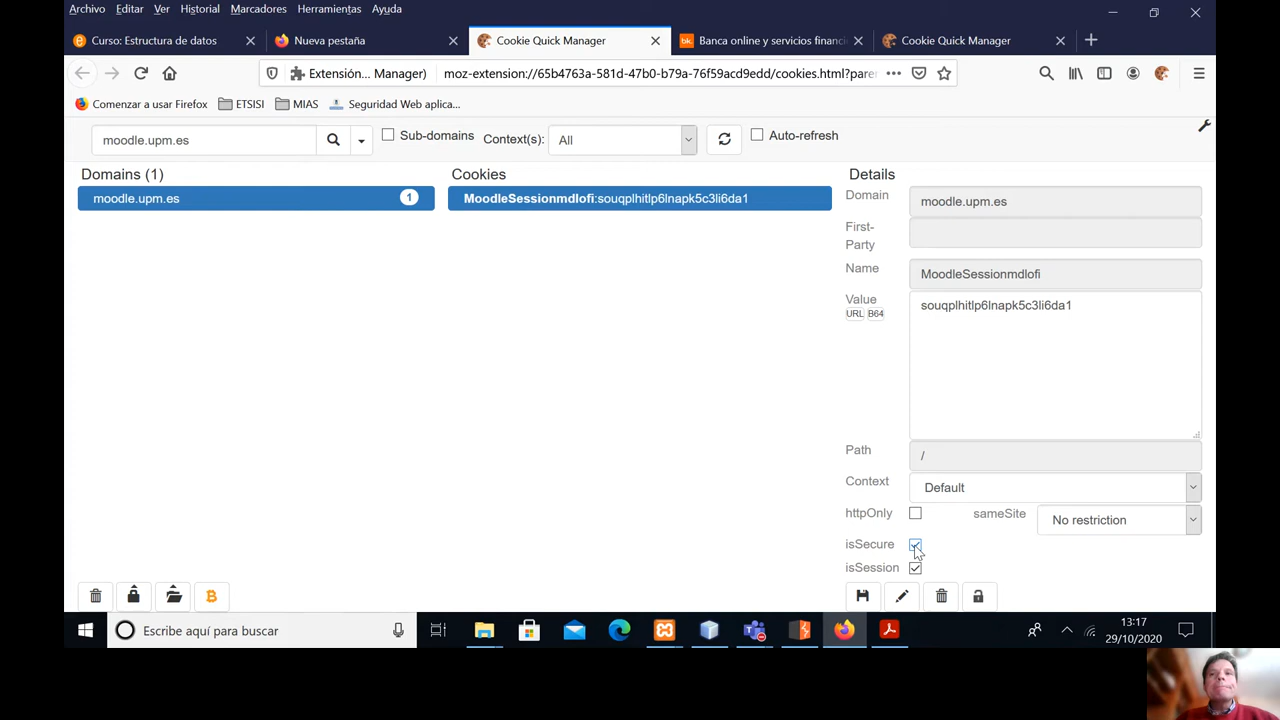 Archivo Editar Ver Historial Marcadores Herramientas Ayuda
Curso: Estructura de datos
Nueva pestaña
Cookie Quick Manager
Banca online y servicios financi
Cookie Quick Manager
Extensión... Manager)
moz-extension://65b4763a-581d-47b0-b79a-76f59acd9edd/cookies.html?pare
Comenzar a usar Firefox
ETSISI
MIAS
Seguridad Web aplica...
moodle.upm.es
Sub-domains
Context(s):
All
Auto-refresh
Domains (1)
moodle.upm.es
1
Cookies
MoodleSessionmdlofi:souqplhitlp6lnapk5c3li6da1
Details
Domain
moodle.upm.es
First-
Party
Name
MoodleSessionmdlofi
Value
URL B64
souqplhitlp6lnapk5c3li6da1
Path
/
Context
Default
httpOnly
sameSite
No restriction
isSecure
isSession
Escribe aquí para buscar
13:17
29/10/2020